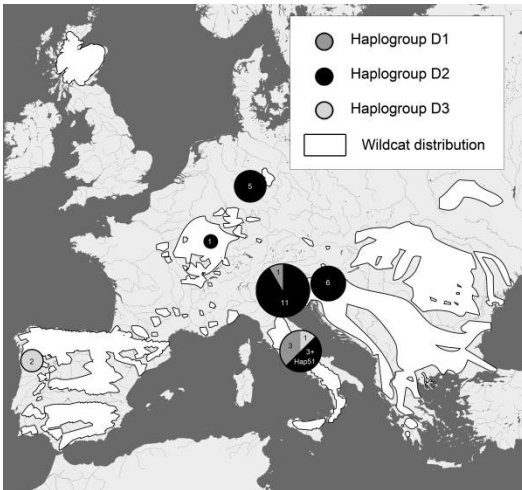 Haplogroup D1
Haplogroup D2
Haplogroup D3
Wildcat distribution
5
1
1
6
11
2
3
1
3+
Hap51